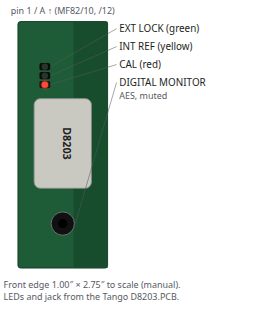 pin 1 / A ↑ (MF82/10, /12)
EXT LOCK (green)
INT REF (yellow)
CAL (red)
DIGITAL MONITOR
AES, muted
D8203
Front edge 1.00″ × 2.75″ to scale (manual).
LEDs and jack from the Tango D8203.PCB.